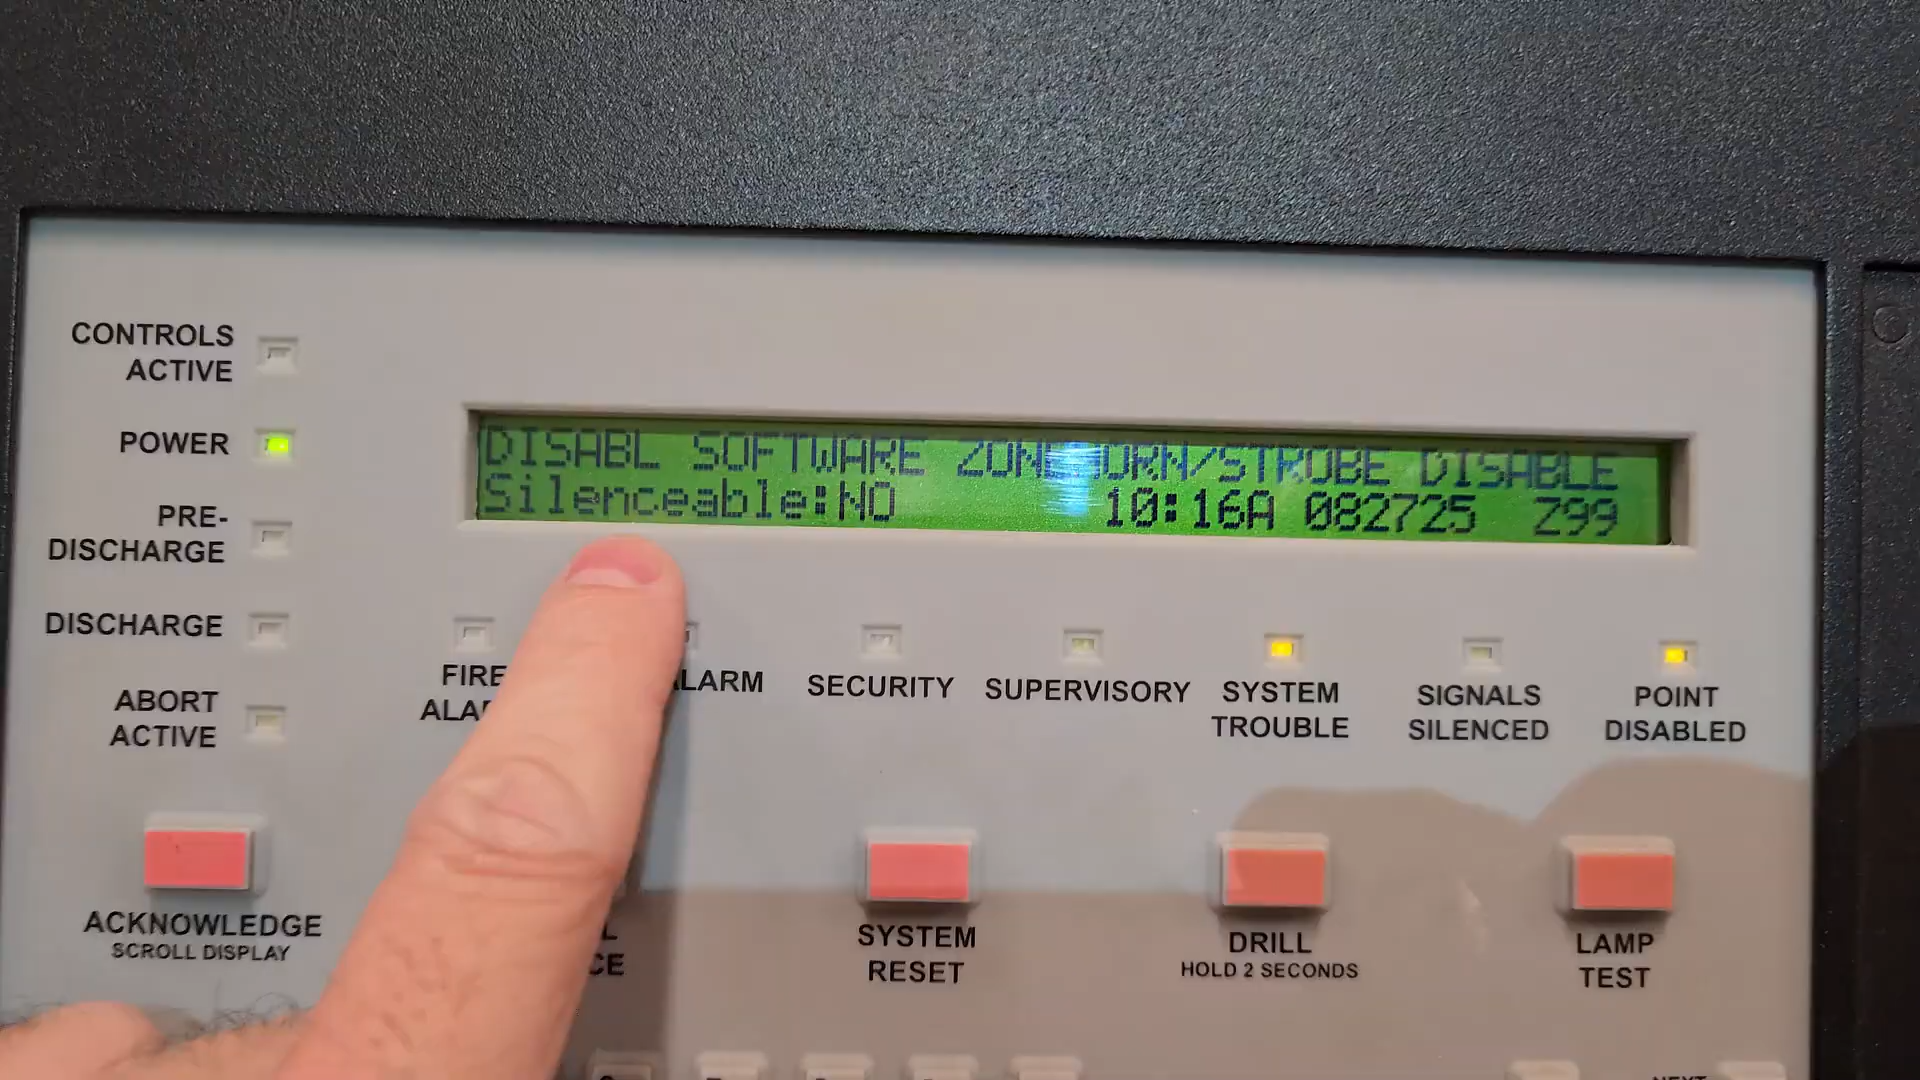 CONTROLS
ACTIVE
POWER
PRE-
DISCHARGE
DISCHARGE
ABORT
ACTIVE
DISABL SOFTWARE ZONE HORN/STROBE DISABLE
Silenceable:NO 10:16A 082725 Z99
FIRE
SECURITY
SUPERVISORY
SYSTEM
TROUBLE
SIGNALS
SILENCED
POINT
DISABLED
ACKNOWLEDGE
SCROLL DISPLAY
SYSTEM
RESET
DRILL
HOLD 2 SECONDS
LAMP
TEST